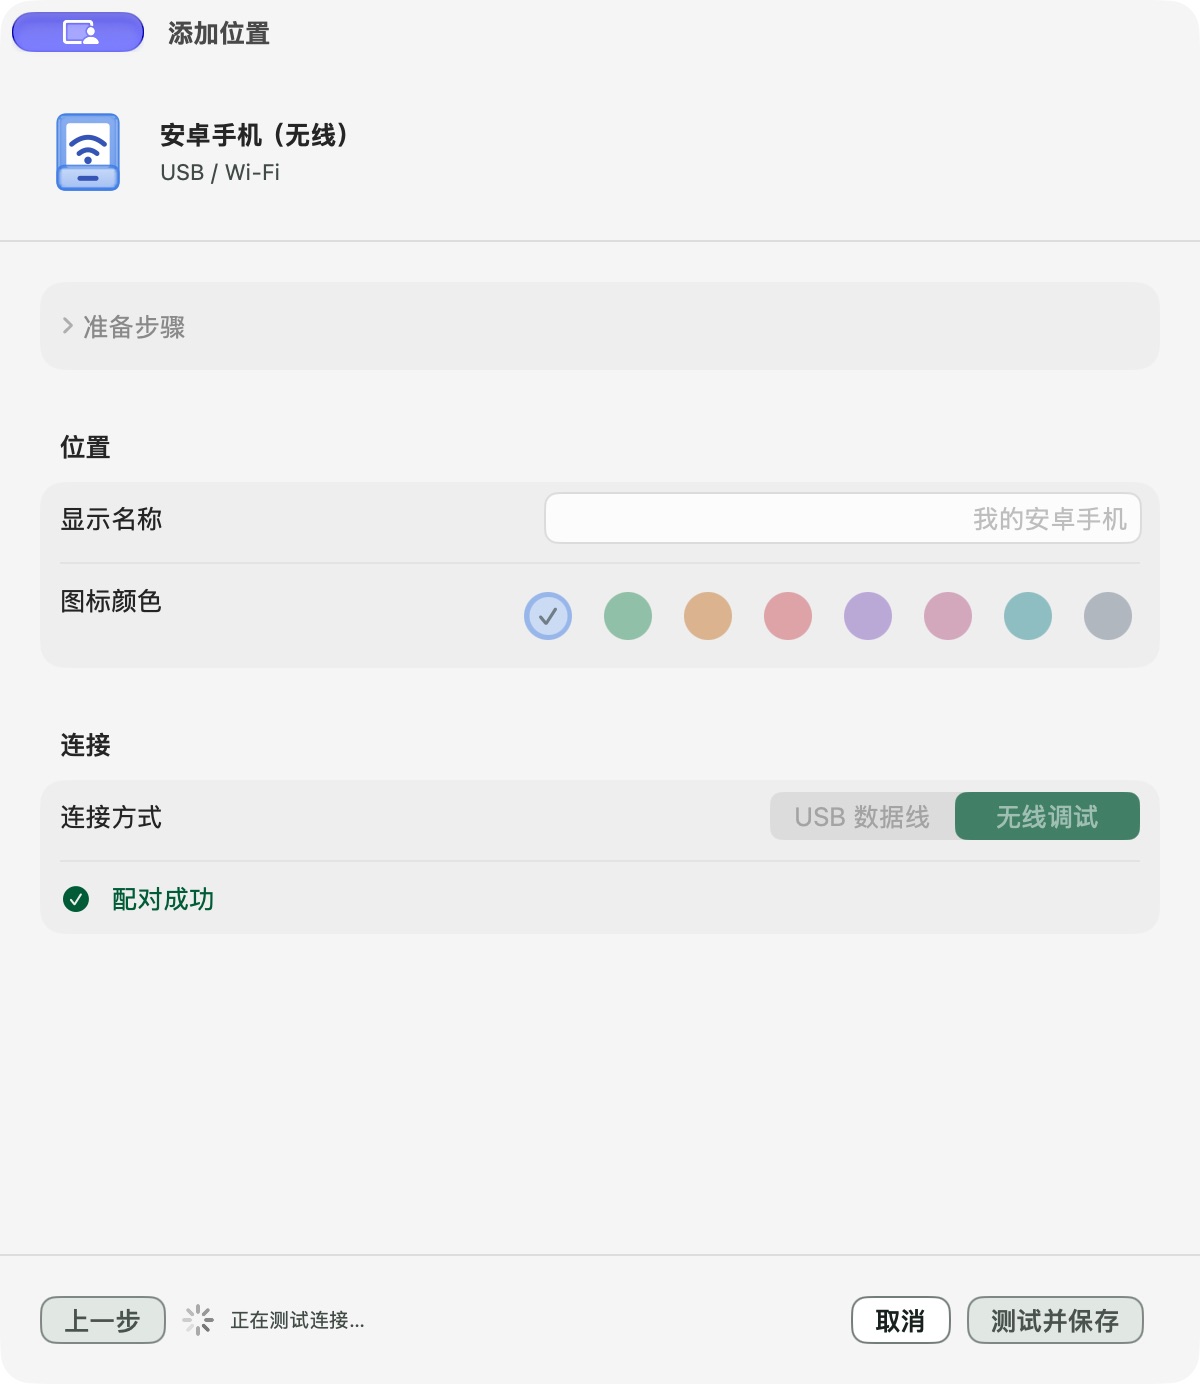 添加位置
安卓手机（无线）
USB / Wi-Fi
准备步骤
位置
显示名称
我的安卓手机
图标颜色
连接
连接方式
USB 数据线
无线调试
配对成功
上一步
正在测试连接...
取消
测试并保存